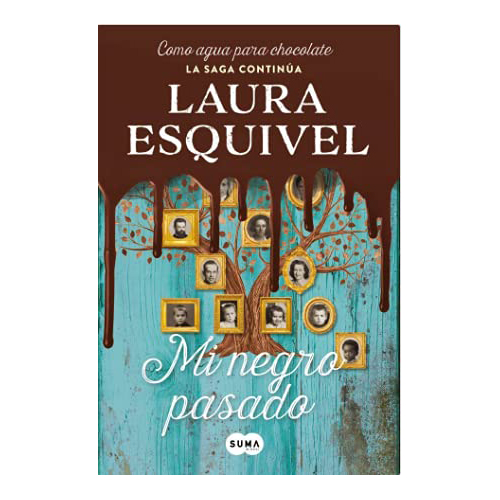 Como agua para chocolate
LA SAGA CONTINÚA
LAURA
ESQUIVEL
Mi negro
pasado
SUMA